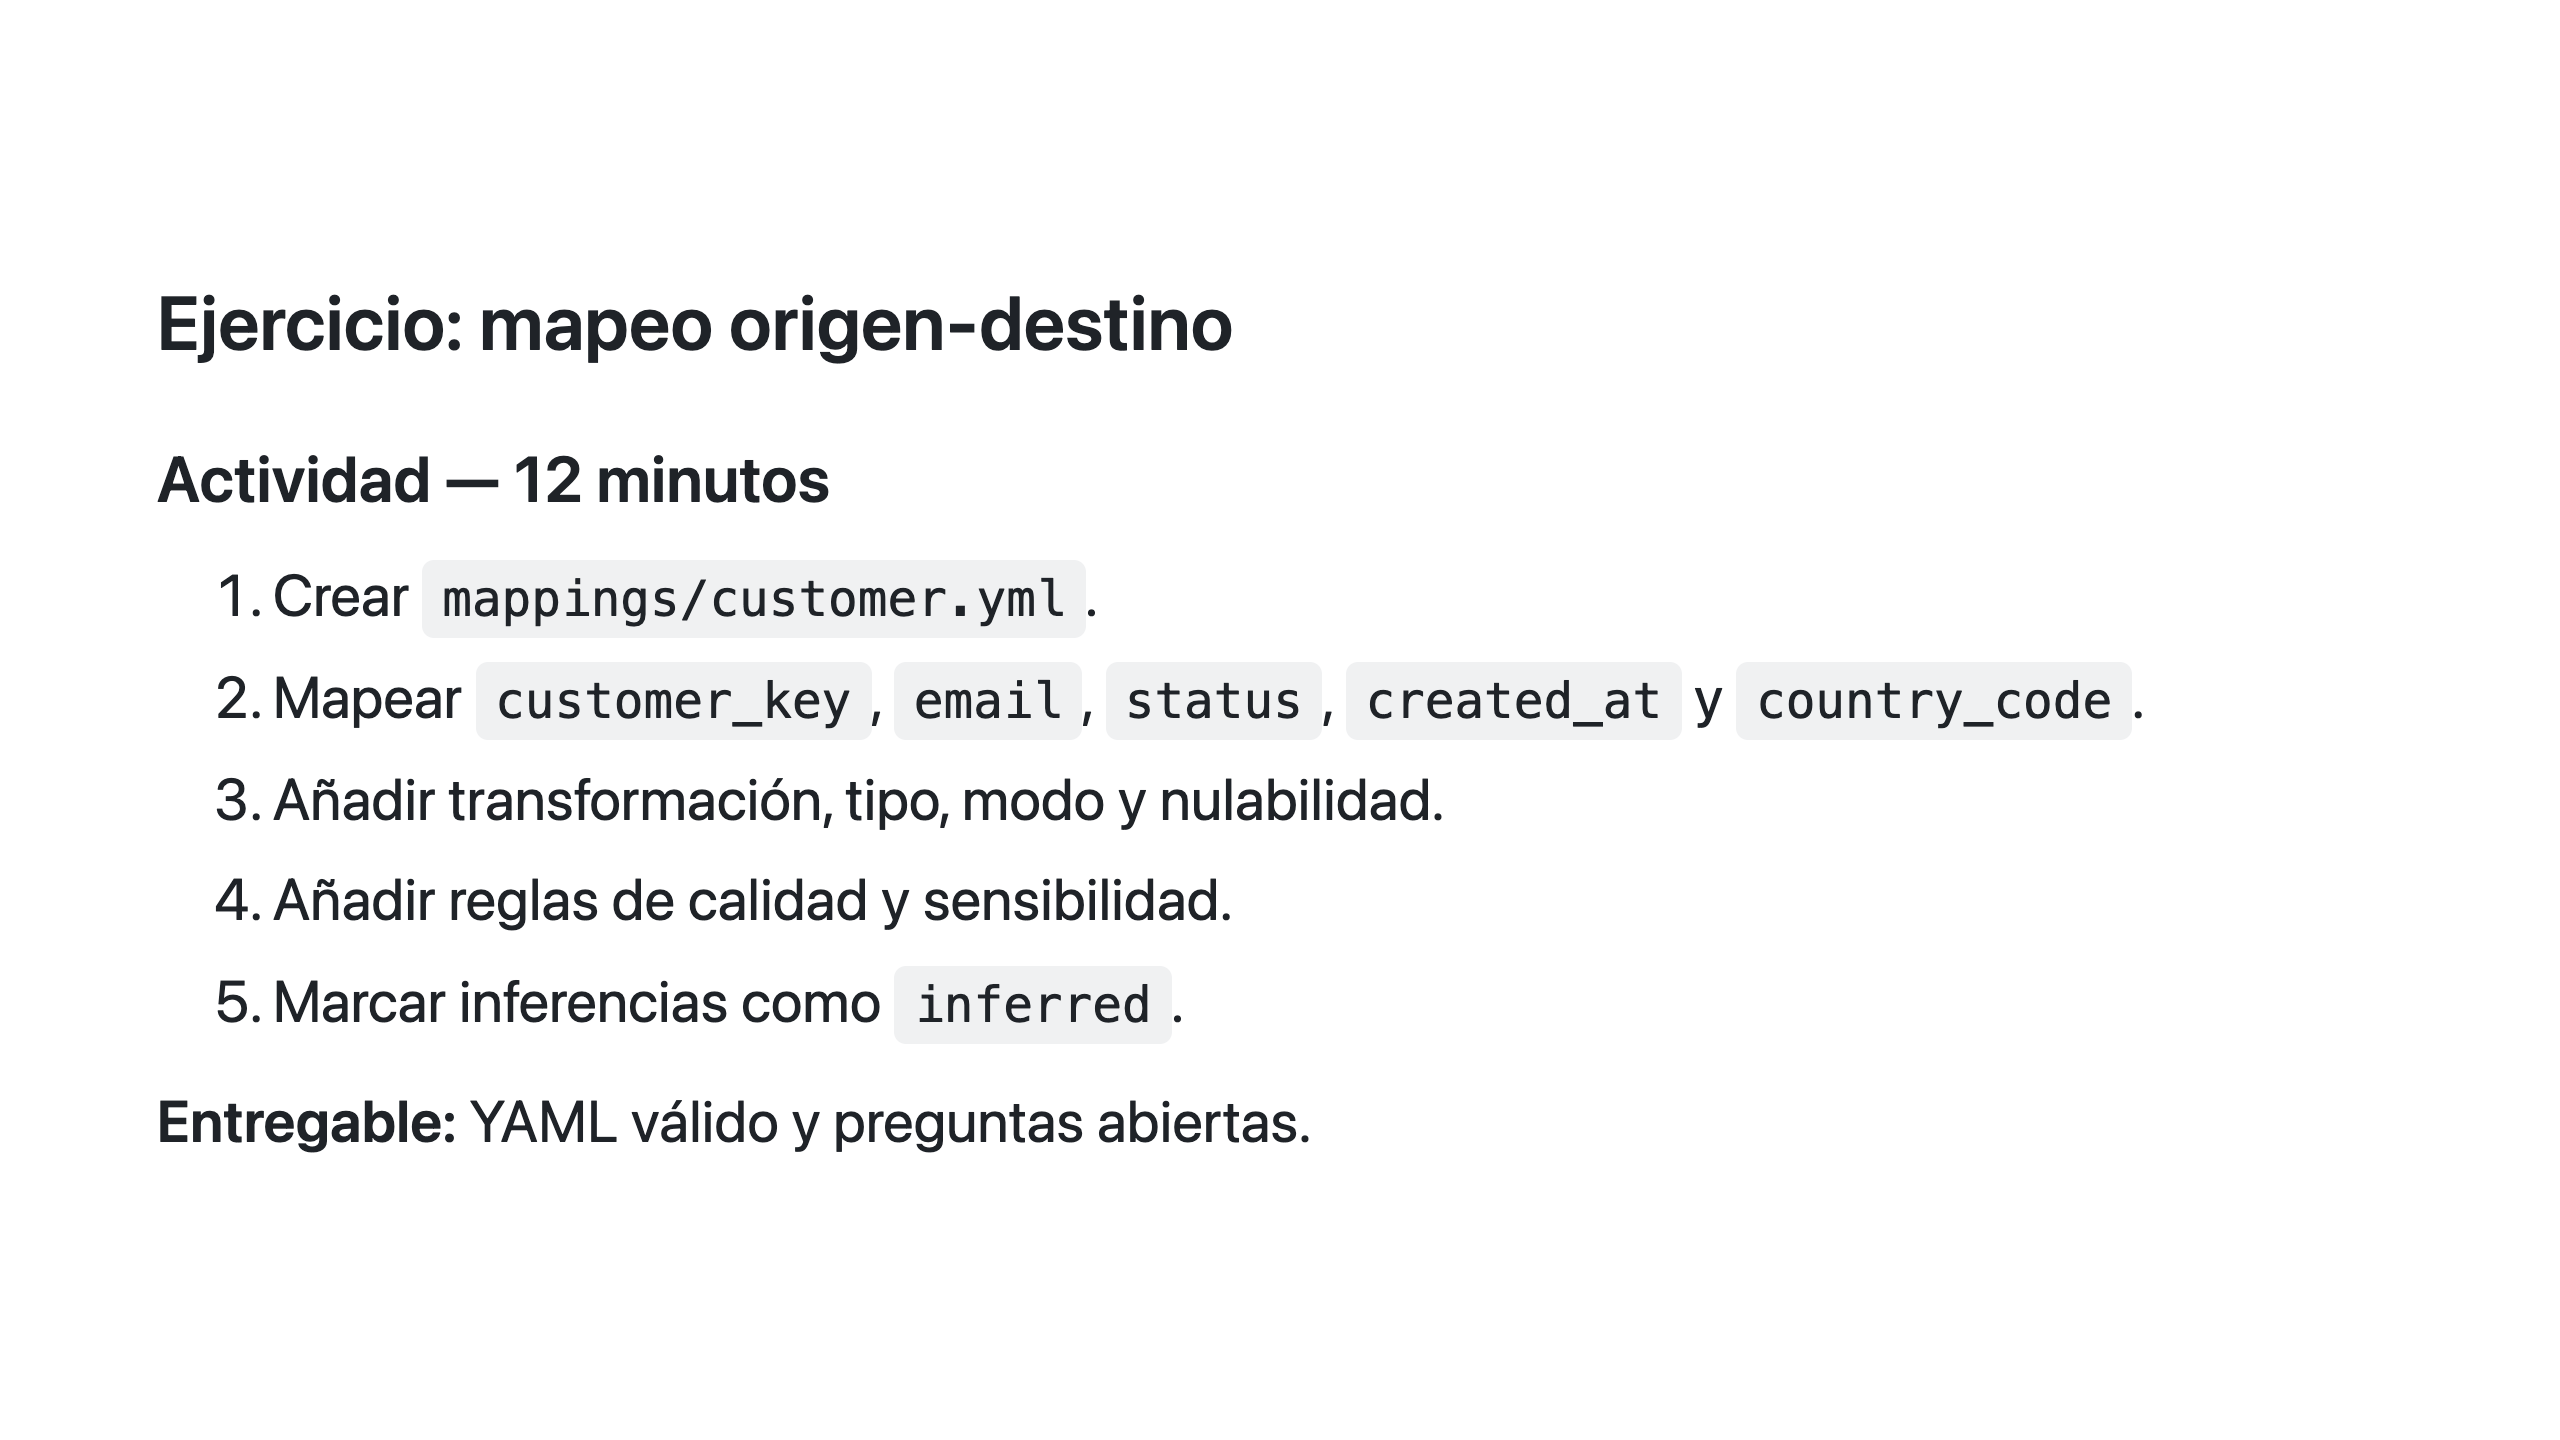 Ejercicio: mapeo origen-destino
Actividad — 12 minutos
1. Crear mappings/customer.yml.
2. Mapear customer_key, email, status, created_at y country_code.
3. Añadir transformación, tipo, modo y nulabilidad.
4. Añadir reglas de calidad y sensibilidad.
5. Marcar inferencias como inferred.
Entregable: YAML válido y preguntas abiertas.